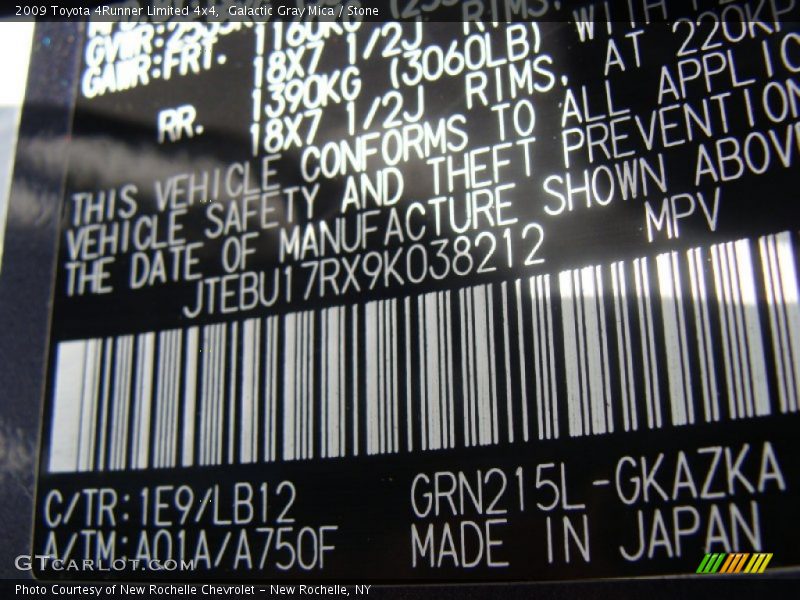 2009 Toyota 4Runner Limited 4x4, Galactic Gray Mica / Stone
GAWR:FRT. 1160KG
18X7 1/2J RIMS, WITH
RR. 1390KG (3060LB) AT 220KP
18X7 1/2J RIMS,
THIS VEHICLE CONFORMS TO ALL APPLIC
VEHICLE SAFETY AND THEFT PREVENTION
THE DATE OF MANUFACTURE SHOWN ABOVE
JTEBU17RX9K038212 MPV
C/TR:1E9/LB12 GRN215L-GKAZKA
A/TM:A01A/A750F MADE IN JAPAN
GTCARLOT.COM
Photo Courtesy of New Rochelle Chevrolet - New Rochelle, NY